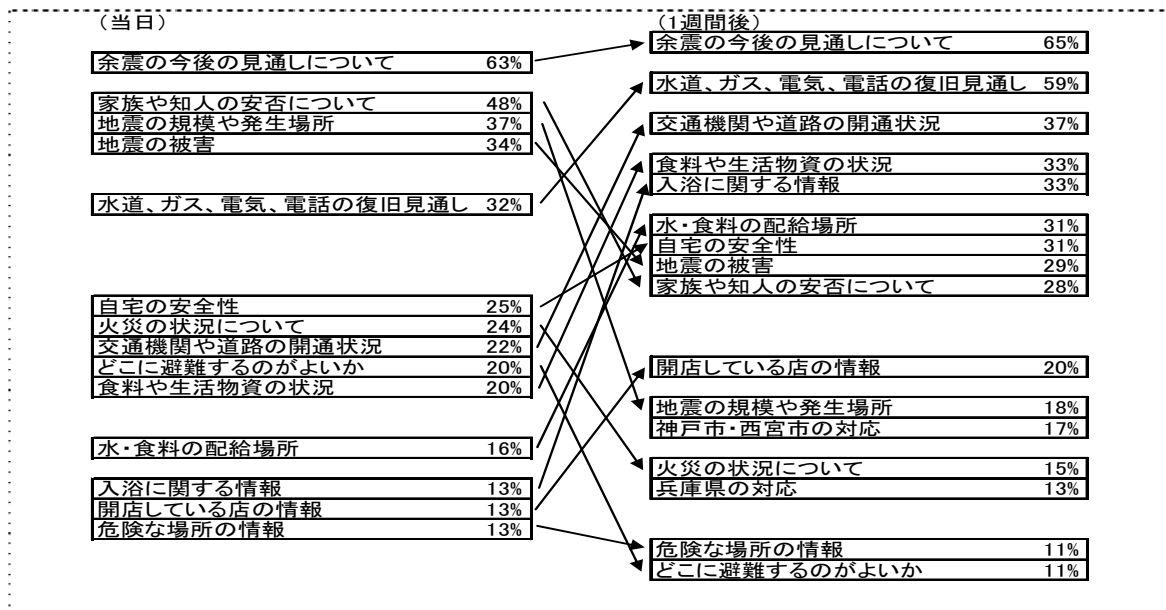 (当日)
余震の今後の見通しについて 63%
家族や知人の安否について 48%
地震の規模や発生場所 37%
地震の被害 34%
水道、ガス、電気、電話の復旧見通し 32%
自宅の安全性 25%
火災の状況について 24%
交通機関や道路の開通状況 22%
どこに避難するのがよいか 20%
食料や生活物資の状況 20%
水・食料の配給場所 16%
入浴に関する情報 13%
開店している店の情報 13%
危険な場所の情報 13%
(1週間後)
余震の今後の見通しについて 65%
水道、ガス、電気、電話の復旧見通し 59%
交通機関や道路の開通状況 37%
食料や生活物資の状況 33%
入浴に関する情報 33%
水・食料の配給場所 31%
自宅の安全性 31%
地震の被害 29%
家族や知人の安否について 28%
開店している店の情報 20%
地震の規模や発生場所 18%
神戸市・西宮市の対応 17%
火災の状況について 15%
兵庫県の対応 13%
危険な場所の情報 11%
どこに避難するのがよいか 11%